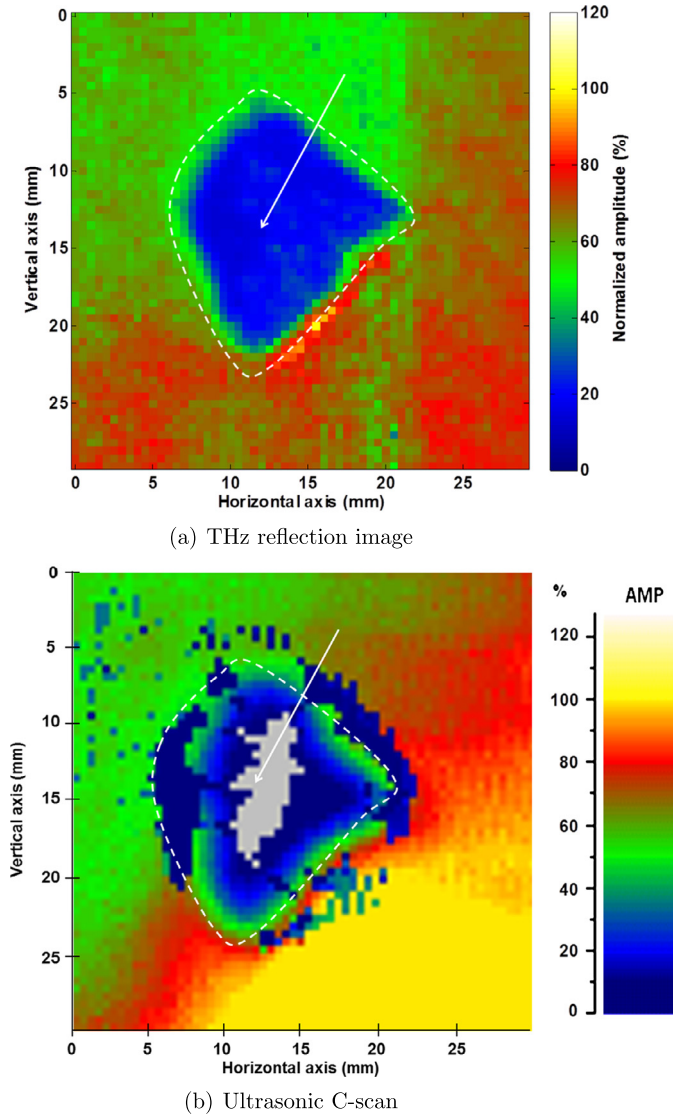 0
5
10
15
20
25
Vertical axis (mm)
0 5 10 15 20 25
Horizontal axis (mm)
120
100
80
60
40
20
0
Normalized amplitude (%)
(a) THz reflection image
0
5
10
15
20
25
Vertical axis (mm)
0 5 10 15 20 25
Horizontal axis (mm)
% AMP
120
100
80
60
40
20
0
(b) Ultrasonic C-scan